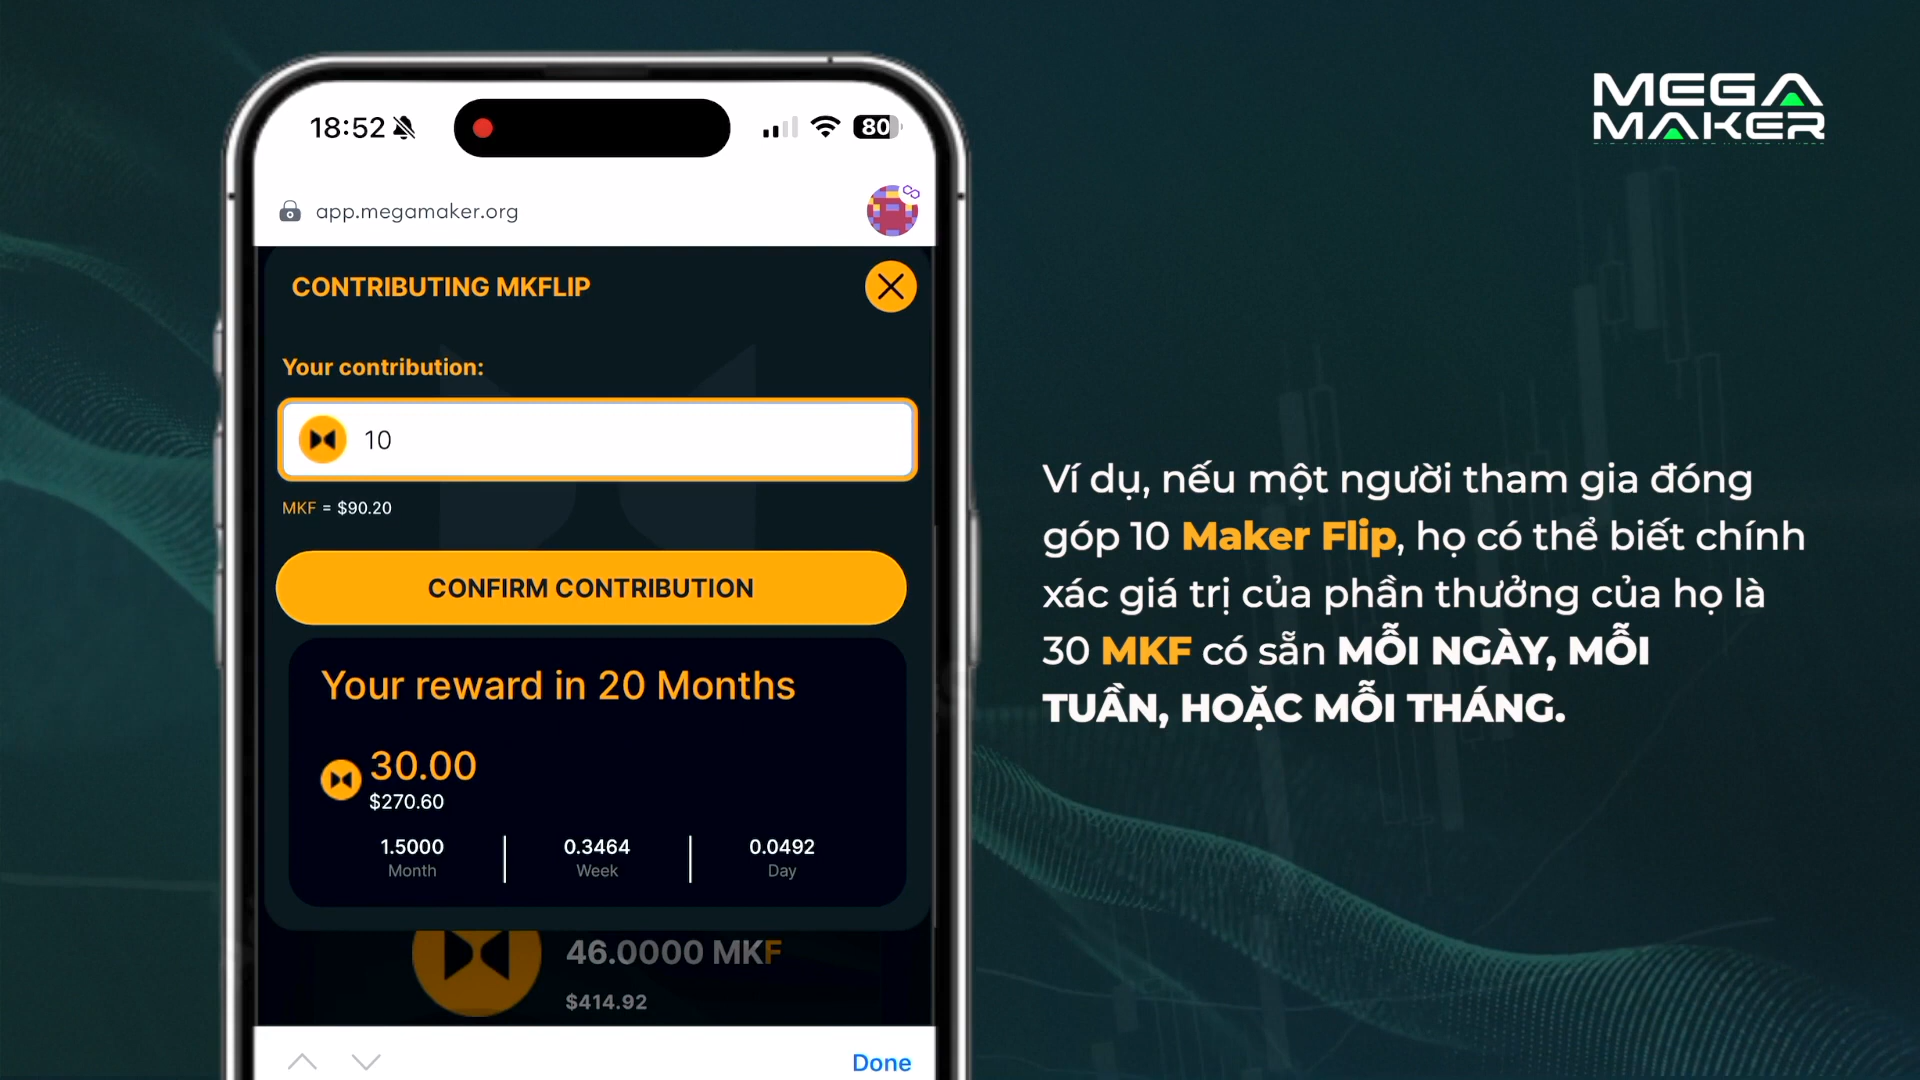 18:52
80
MEGA
MAKER
app.megamaker.org
CONTRIBUTING MKFLIP
Your contribution:
10
MKF = $90.20
CONFIRM CONTRIBUTION
Your reward in 20 Months
30.00
$270.60
1.5000
Month
0.3464
Week
0.0492
Day
46.0000 MKF
$414.92
Done
Ví dụ, nếu một người tham gia đóng
góp 10 Maker Flip, họ có thể biết chính
xác giá trị của phần thưởng của họ là
30 MKF có sẵn MỖI NGÀY, MỖI
TUẦN, HOẶC MỖI THÁNG.